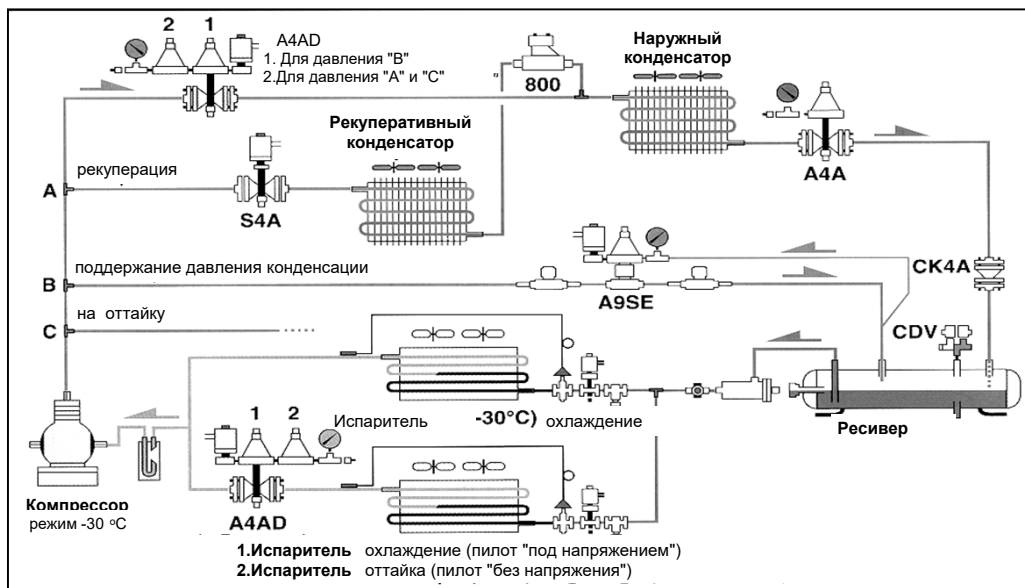 2 1
A4AD
1. Для давления "B"
2.Для давления "A" и "C"
Наружный
конденсатор
800
Рекуперативный
конденсатор
A4A
A
рекуперация
S4A
B
поддержание давления конденсации
A9SE
CK4A
C
на оттайку
CDV
Испаритель -30°C) охлаждение
Ресивер
1 2
Компрессор
режим -30 °C
A4AD
1.Испаритель охлаждение (пилот "под напряжением")
2.Испаритель оттайка (пилот "без напряжения")